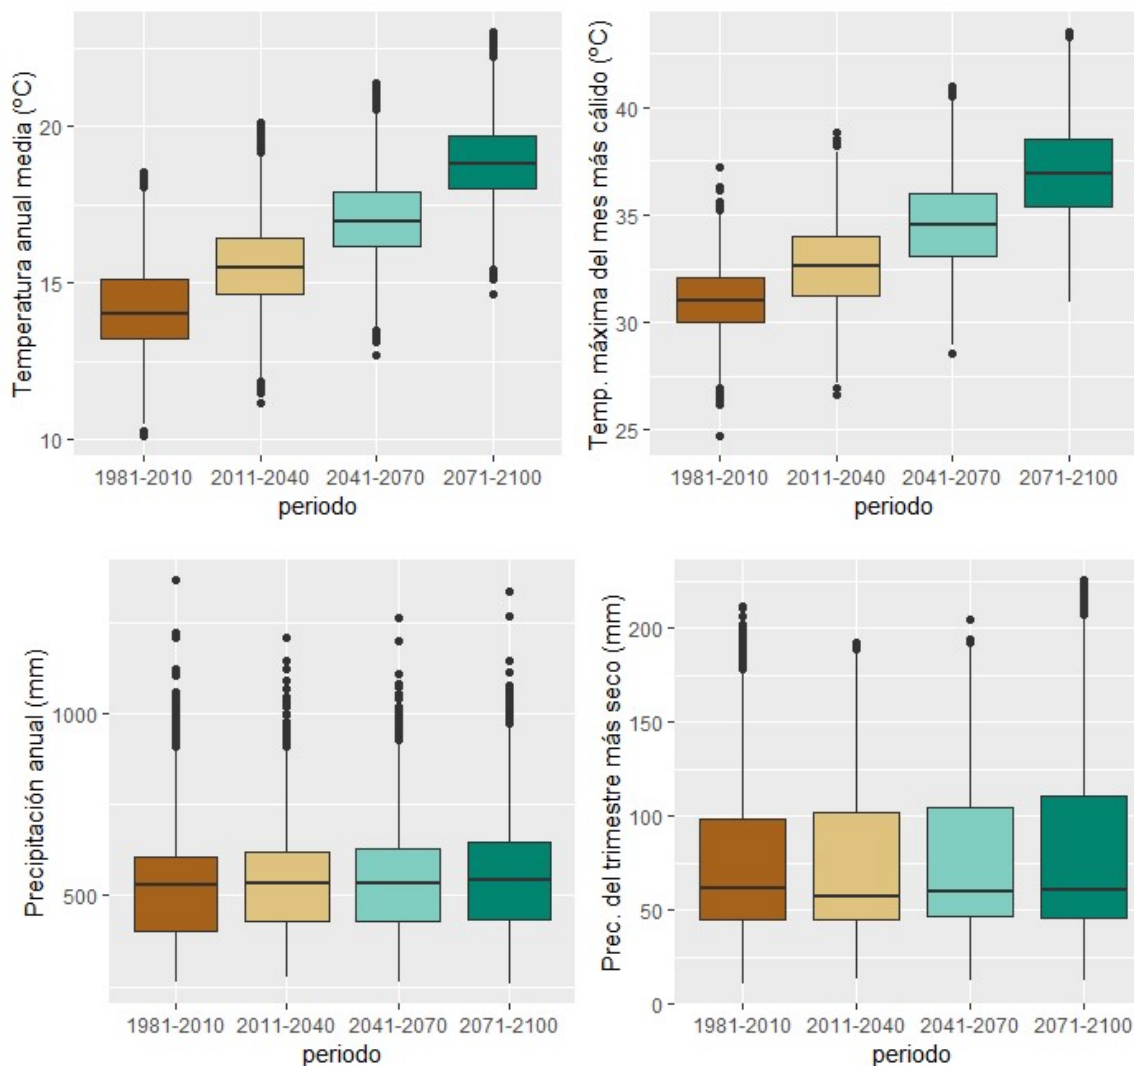 Temperatura anual media (ºC)
20
15
10
1981-2010 2011-2040 2041-2070 2071-2100
periodo
Temp. máxima del mes más cálido (ºC)
40
35
30
25
1981-2010 2011-2040 2041-2070 2071-2100
periodo
Precipitación anual (mm)
1000
500
1981-2010 2011-2040 2041-2070 2071-2100
periodo
Prec. del trimestre más seco (mm)
200
150
100
50
0
1981-2010 2011-2040 2041-2070 2071-2100
periodo